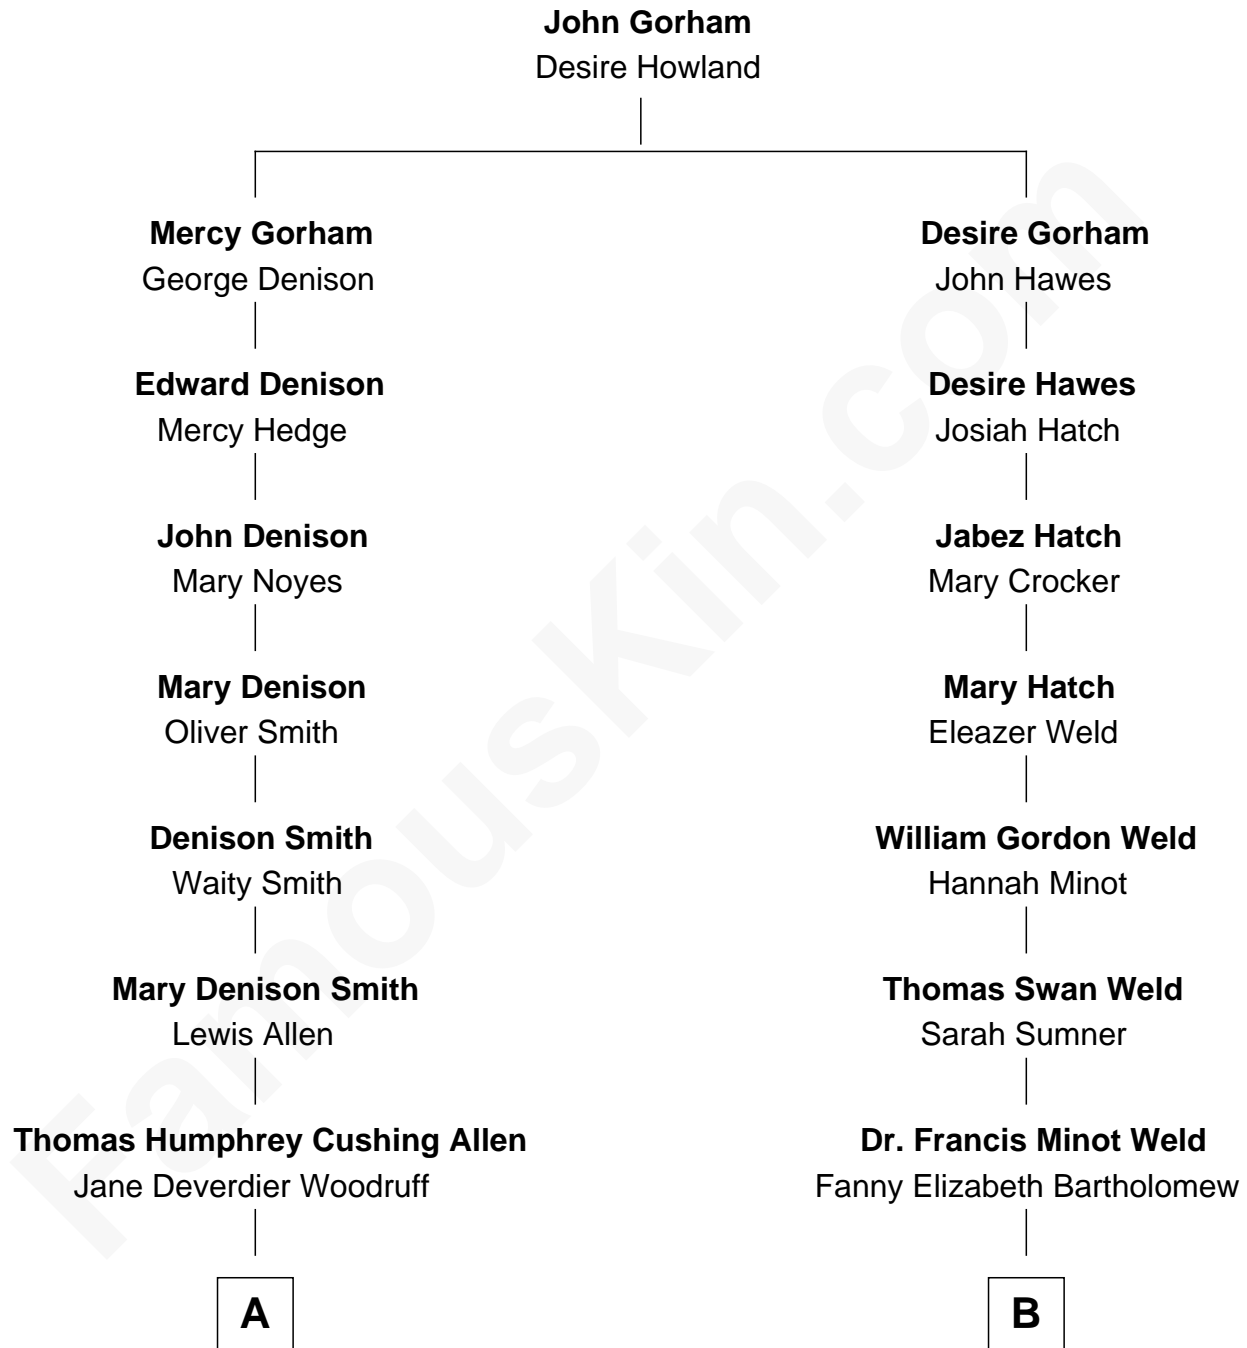 John Gorham
Desire Howland
Mercy Gorham
George Denison
Desire Gorham
John Hawes
Edward Denison
Mercy Hedge
Desire Hawes
Josiah Hatch
John Denison
Mary Noyes
Jabez Hatch
Mary Crocker
Mary Denison
Oliver Smith
Mary Hatch
Eleazer Weld
Denison Smith
Waity Smith
William Gordon Weld
Hannah Minot
Mary Denison Smith
Lewis Allen
Thomas Swan Weld
Sarah Sumner
Thomas Humphrey Cushing Allen
Jane Deverdier Woodruff
Dr. Francis Minot Weld
Fanny Elizabeth Bartholomew
A
B
FamousKin.com